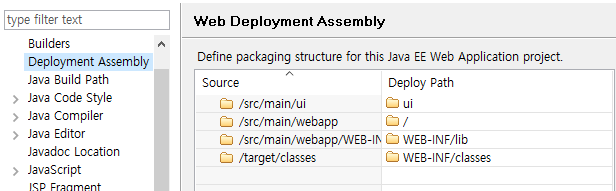 type filter text
Builders
Deployment Assembly
Java Build Path
Java Code Style
Java Compiler
Java Editor
Javadoc Location
JavaScript
JSP Fragment
Web Deployment Assembly
Define packaging structure for this Java EE Web Application project.
Source Deploy Path
/src/main/ui ui
/src/main/webapp /
/src/main/webapp/WEB-IN WEB-INF/lib
/target/classes WEB-INF/classes